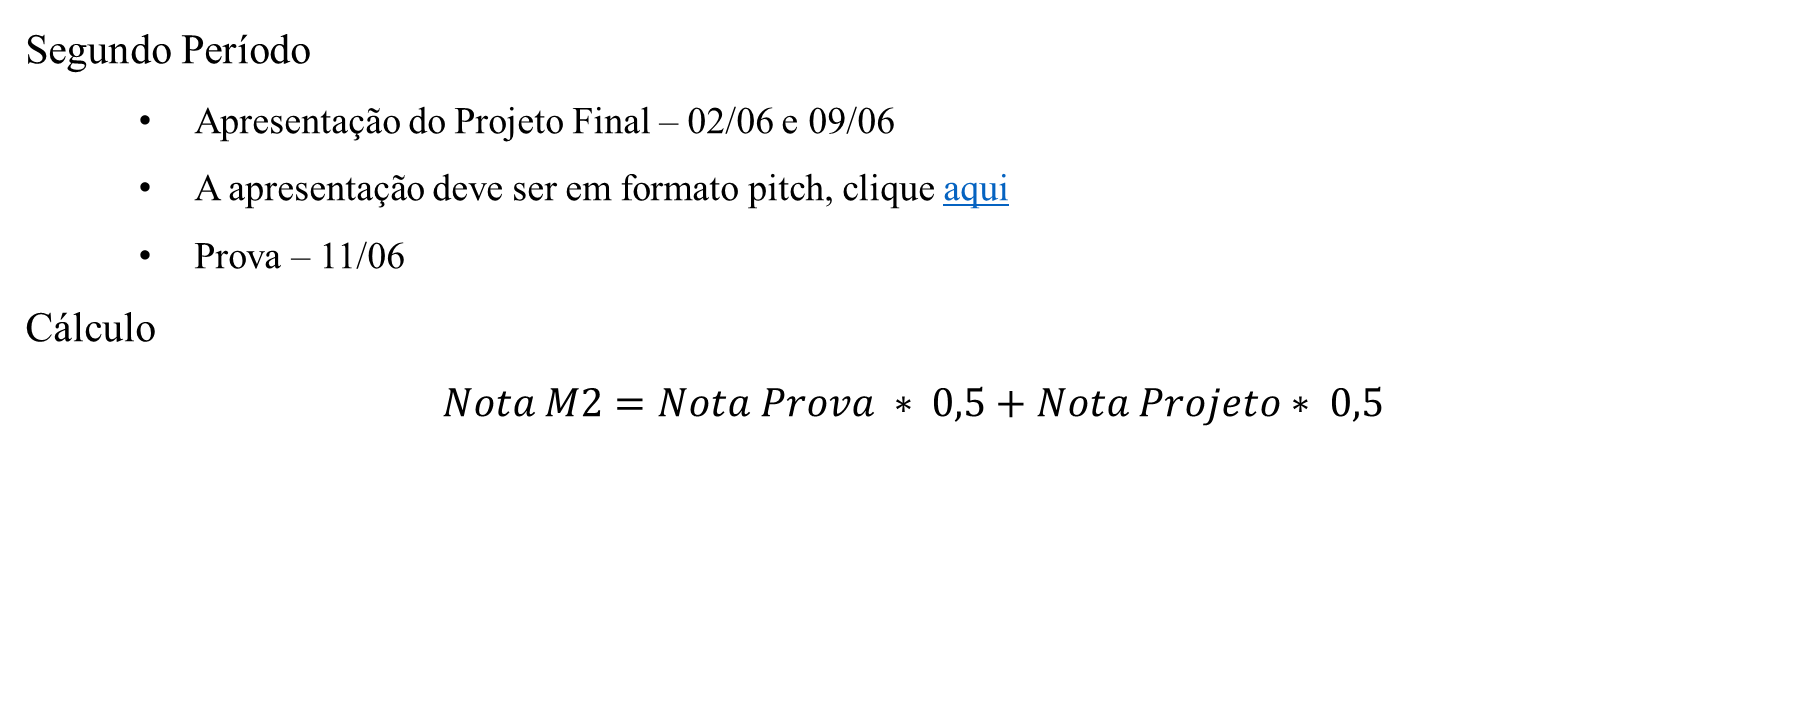 Segundo Período
• Apresentação do Projeto Final – 02/06 e 09/06
• A apresentação deve ser em formato pitch, clique aqui
• Prova – 11/06
Cálculo
Nota M2 = Nota Prova * 0,5 + Nota Projeto * 0,5